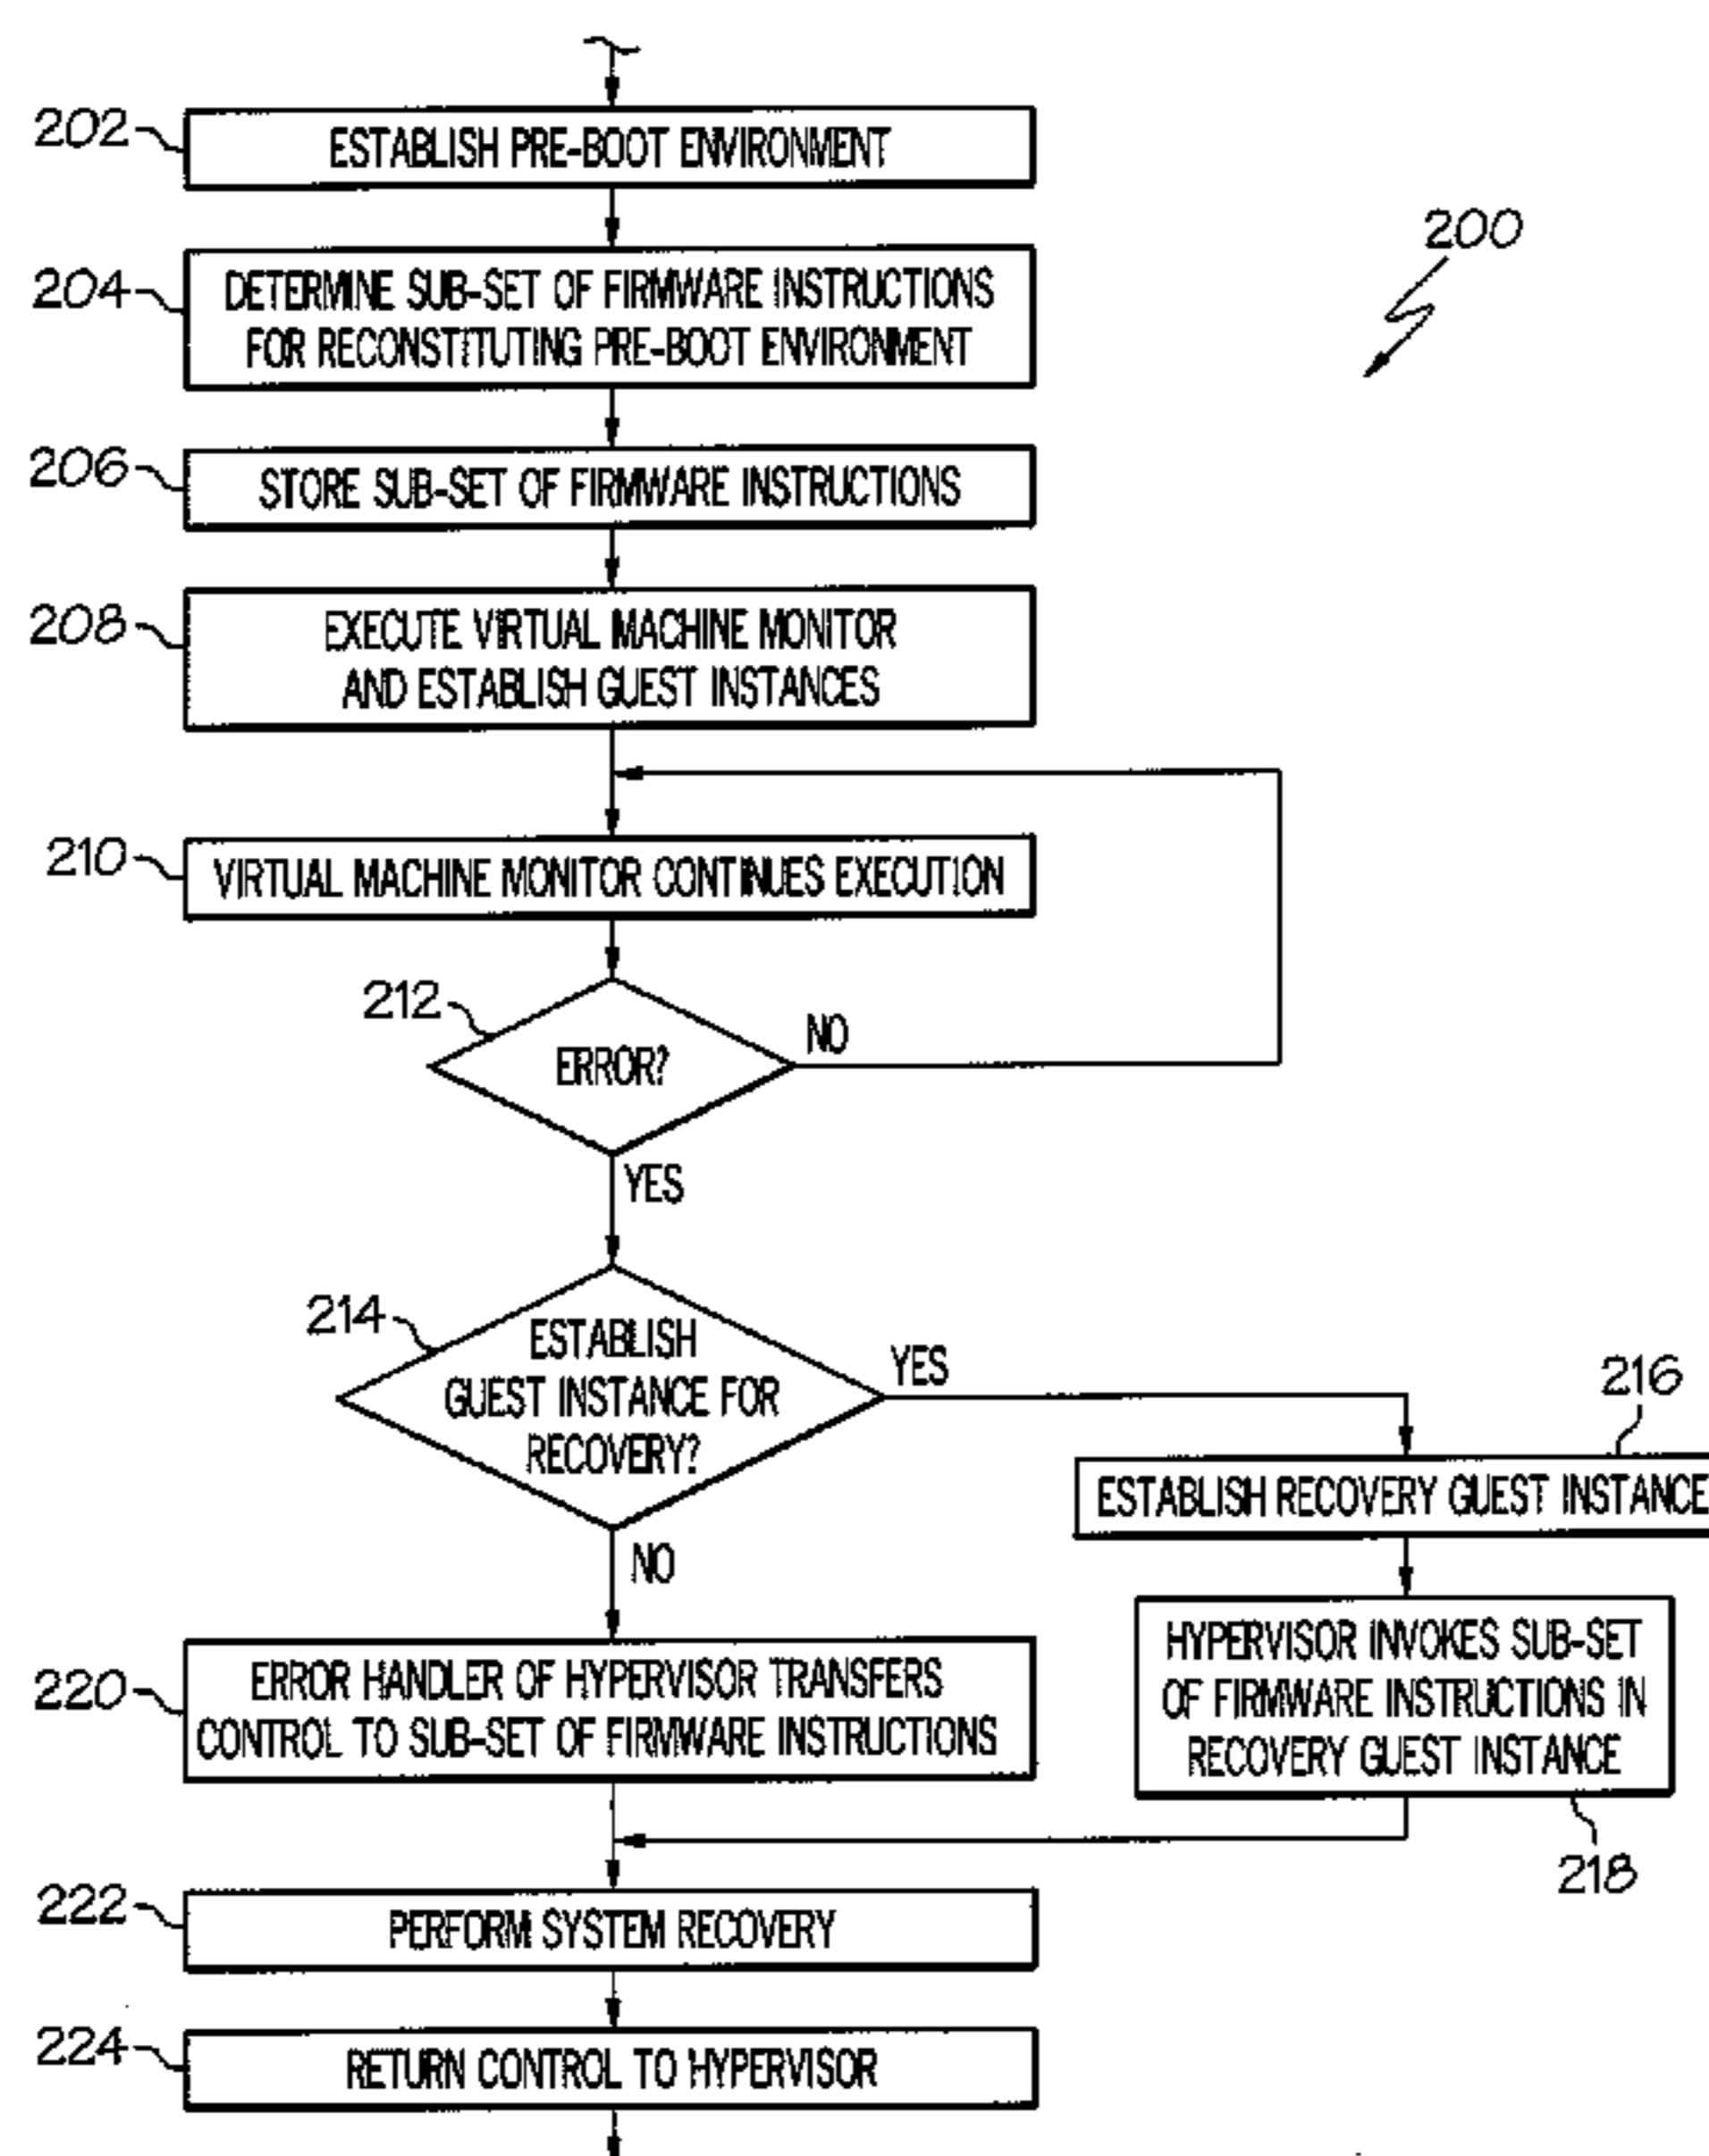 202
ESTABLISH PRE-BOOT ENVIRONMENT
200
204
DETERMINE SUB-SET OF FIRMWARE INSTRUCTIONS
FOR RECONSTITUTING PRE-BOOT ENVIRONMENT
206
STORE SUB-SET OF FIRMWARE INSTRUCTIONS
208
EXECUTE VIRTUAL MACHINE MONITOR
AND ESTABLISH GUEST INSTANCES
210
VIRTUAL MACHINE MONITOR CONTINUES EXECUTION
212
ERROR?
NO
YES
214
ESTABLISH
GUEST INSTANCE FOR
RECOVERY?
YES
NO
216
ESTABLISH RECOVERY GUEST INSTANCE
HYPERVISOR INVOKES SUB-SET
OF FIRMWARE INSTRUCTIONS IN
RECOVERY GUEST INSTANCE
218
220
ERROR HANDLER OF HYPERVISOR TRANSFERS
CONTROL TO SUB-SET OF FIRMWARE INSTRUCTIONS
222
PERFORM SYSTEM RECOVERY
224
RETURN CONTROL TO HYPERVISOR